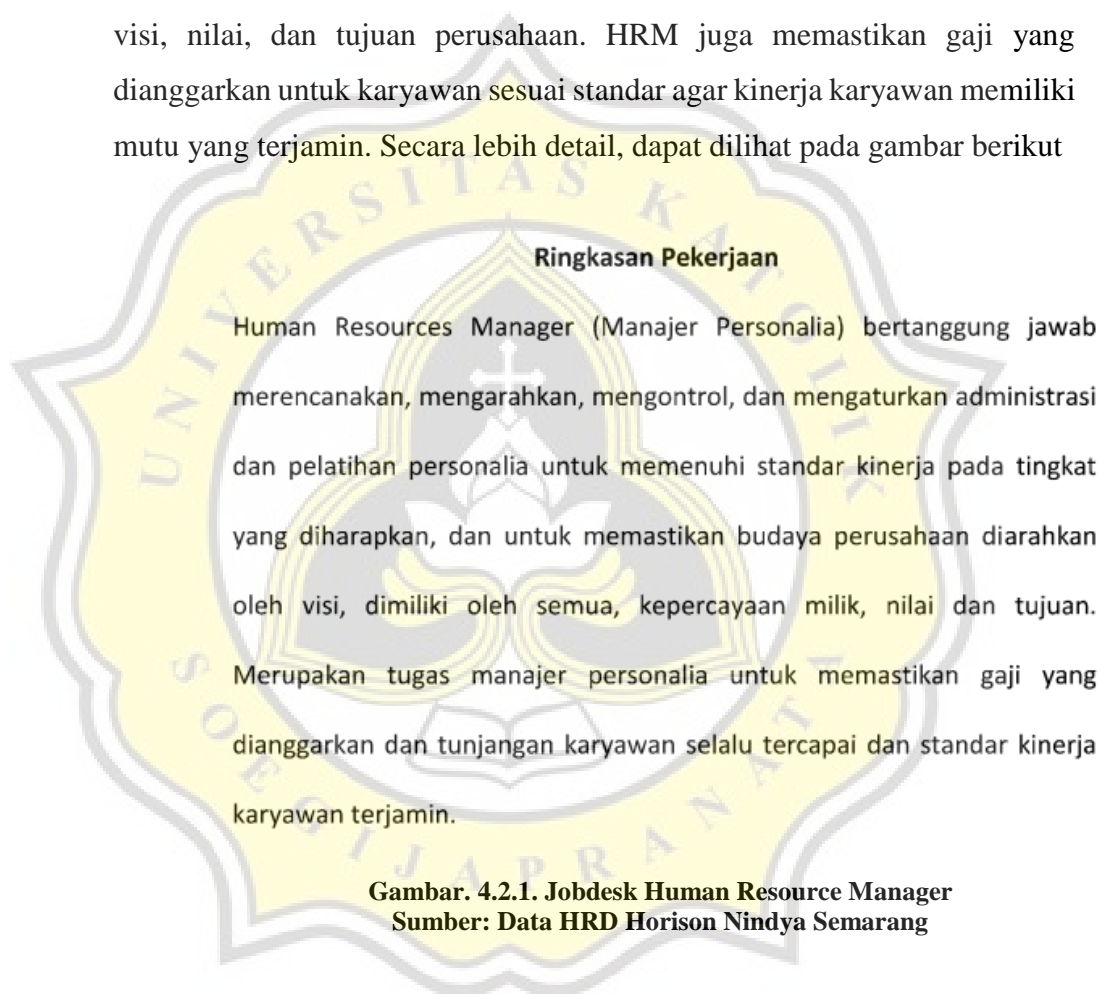 visi, nilai, dan tujuan perusahaan. HRM juga memastikan gaji yang
dianggarkan untuk karyawan sesuai standar agar kinerja karyawan memiliki
mutu yang terjamin. Secara lebih detail, dapat dilihat pada gambar berikut
Ringkasan Pekerjaan
Human Resources Manager (Manajer Personalia) bertanggung jawab
merencanakan, mengarahkan, mengontrol, dan mengaturkan administrasi
dan pelatihan personalia untuk memenuhi standar kinerja pada tingkat
yang diharapkan, dan untuk memastikan budaya perusahaan diarahkan
oleh visi, dimiliki oleh semua, kepercayaan milik, nilai dan tujuan.
Merupakan tugas manajer personalia untuk memastikan gaji yang
dianggarkan dan tunjangan karyawan selalu tercapai dan standar kinerja
karyawan terjamin.
Gambar. 4.2.1. Jobdesk Human Resource Manager
Sumber: Data HRD Horison Nindya Semarang
UNIVERSITAS KATOLIK
SOEGIJAPRANATA